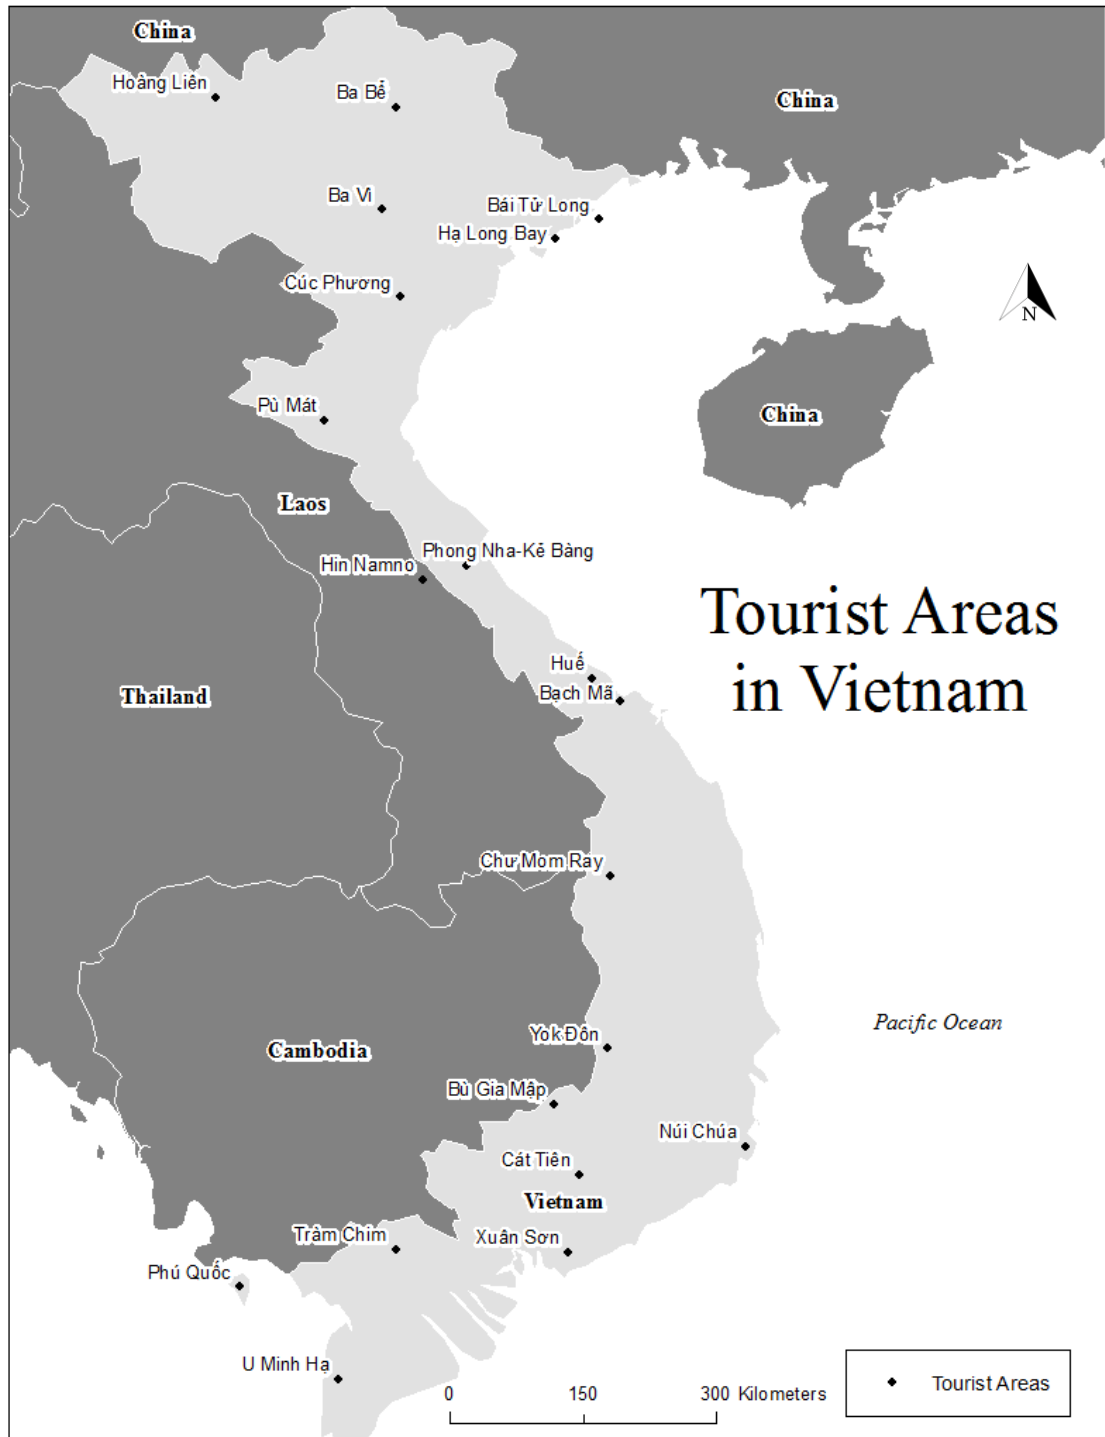 China
Hoàng Liên
Ba Bể
China
Ba Vì
Bái Tử Long
Hạ Long Bay
Cúc Phương
N
Pù Mát
China
Laos
Phong Nha-Kẻ Bàng
Hin Namno
Tourist Areas
in Vietnam
Huế
Bạch Mã
Thailand
Chư Mom Ray
Pacific Ocean
Yok Đôn
Cambodia
Bù Gia Mập
Núi Chúa
Cát Tiên
Vietnam
Tràm Chim
Xuân Sơn
Phú Quốc
U Minh Hạ
0 150 300 Kilometers
Tourist Areas